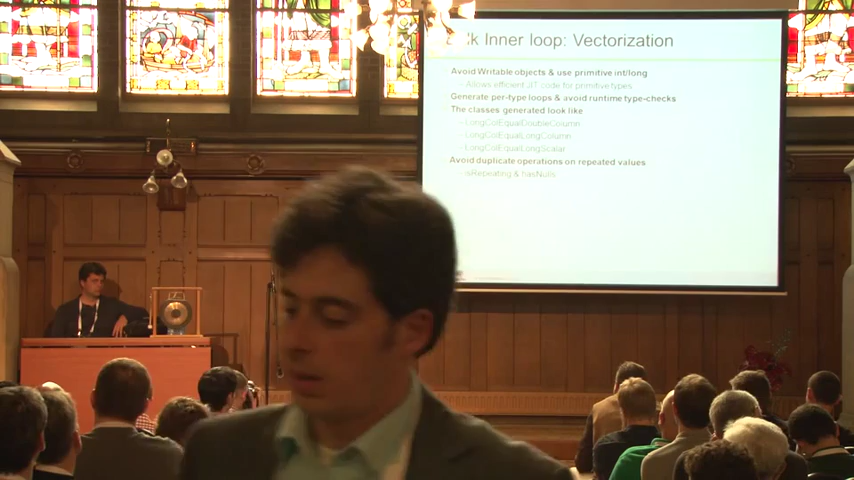 Inner loop: Vectorization
Avoid Writable objects & use primitive int/long
– Allows efficient JIT code for primitive types
Generate per-type loops & avoid runtime type-checks
The classes generated look like
– LongColEqualDoubleColumn
– LongColEqualLongColumn
– LongColEqualLongScalar
Avoid duplicate operations on repeated values
– isRepeating & hasNulls